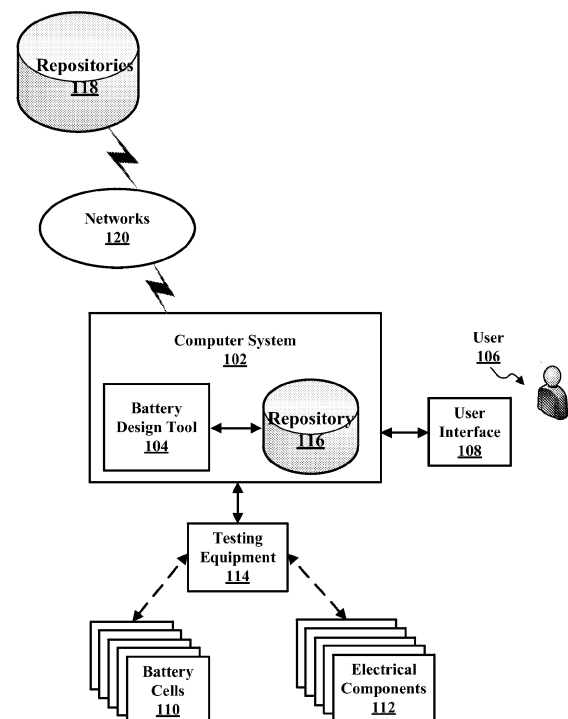 Repositories
118
Networks
120
Computer System
102
Battery
Design Tool
104
Repository
116
User
106
User
Interface
108
Testing
Equipment
114
Battery
Cells
110
Electrical
Components
112